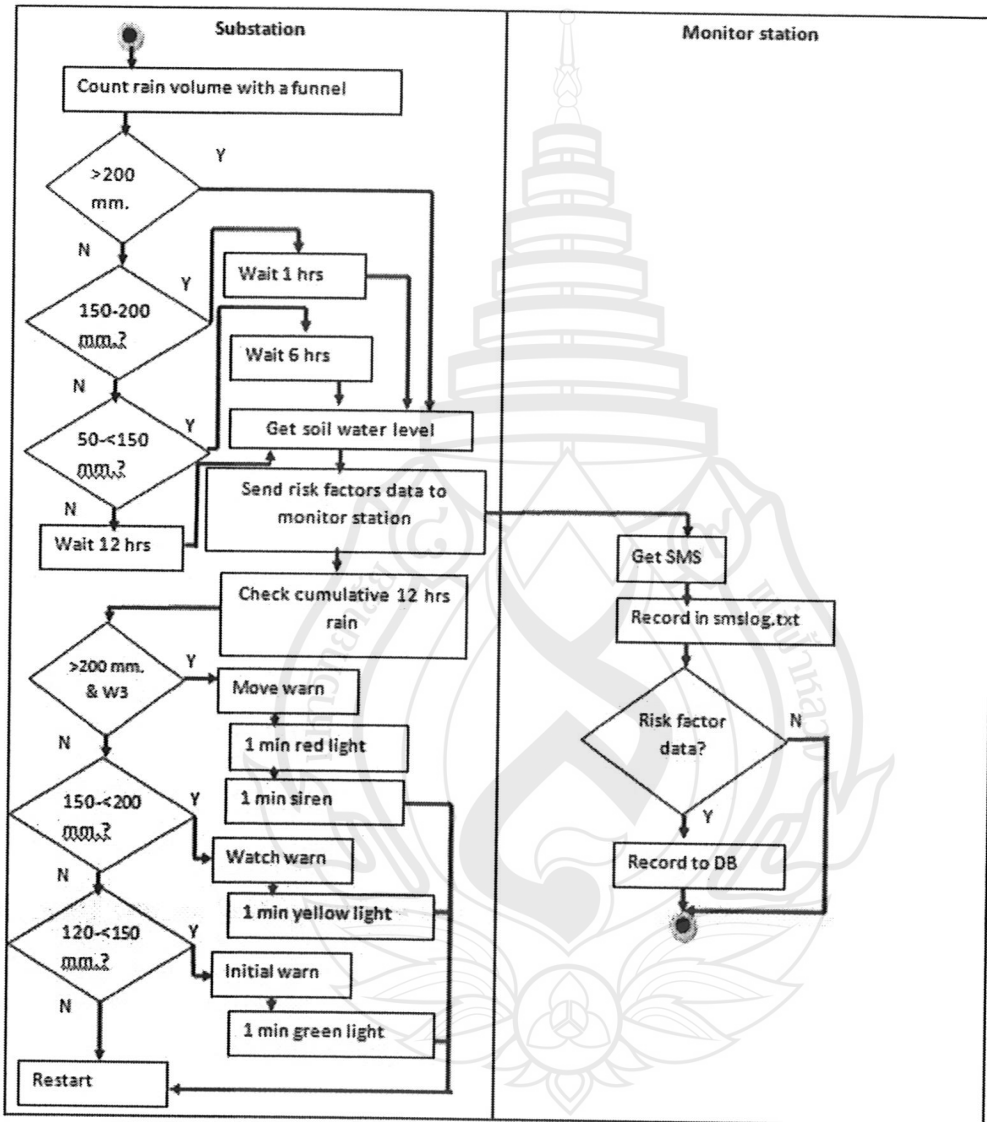 Substation
Monitor station
Count rain volume with a funnel
>200
mm.
Y
N
150-200
mm.?
Y
Wait 1 hrs
N
Wait 6 hrs
50-<150
mm.?
Y
Get soil water level
N
Wait 12 hrs
Send risk factors data to
monitor station
Check cumulative 12 hrs
rain
>200 mm.
& W3
Y
Move warn
N
1 min red light
1 min siren
150-<200
mm.?
Y
Watch warn
N
1 min yellow light
120-<150
mm.?
Y
Initial warn
N
1 min green light
Restart
Get SMS
Record in smslog.txt
Risk factor
data?
N
Y
Record to DB